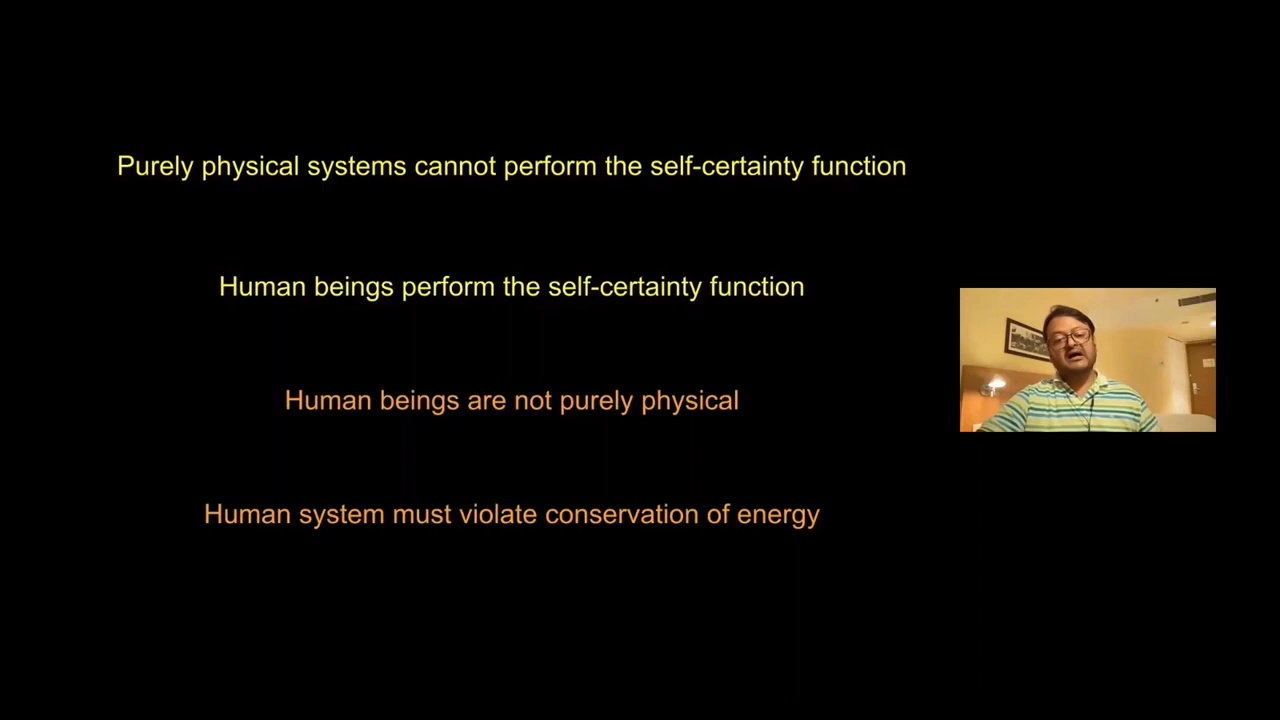 Purely physical systems cannot perform the self-certainty function
Human beings perform the self-certainty function
Human beings are not purely physical
Human system must violate conservation of energy